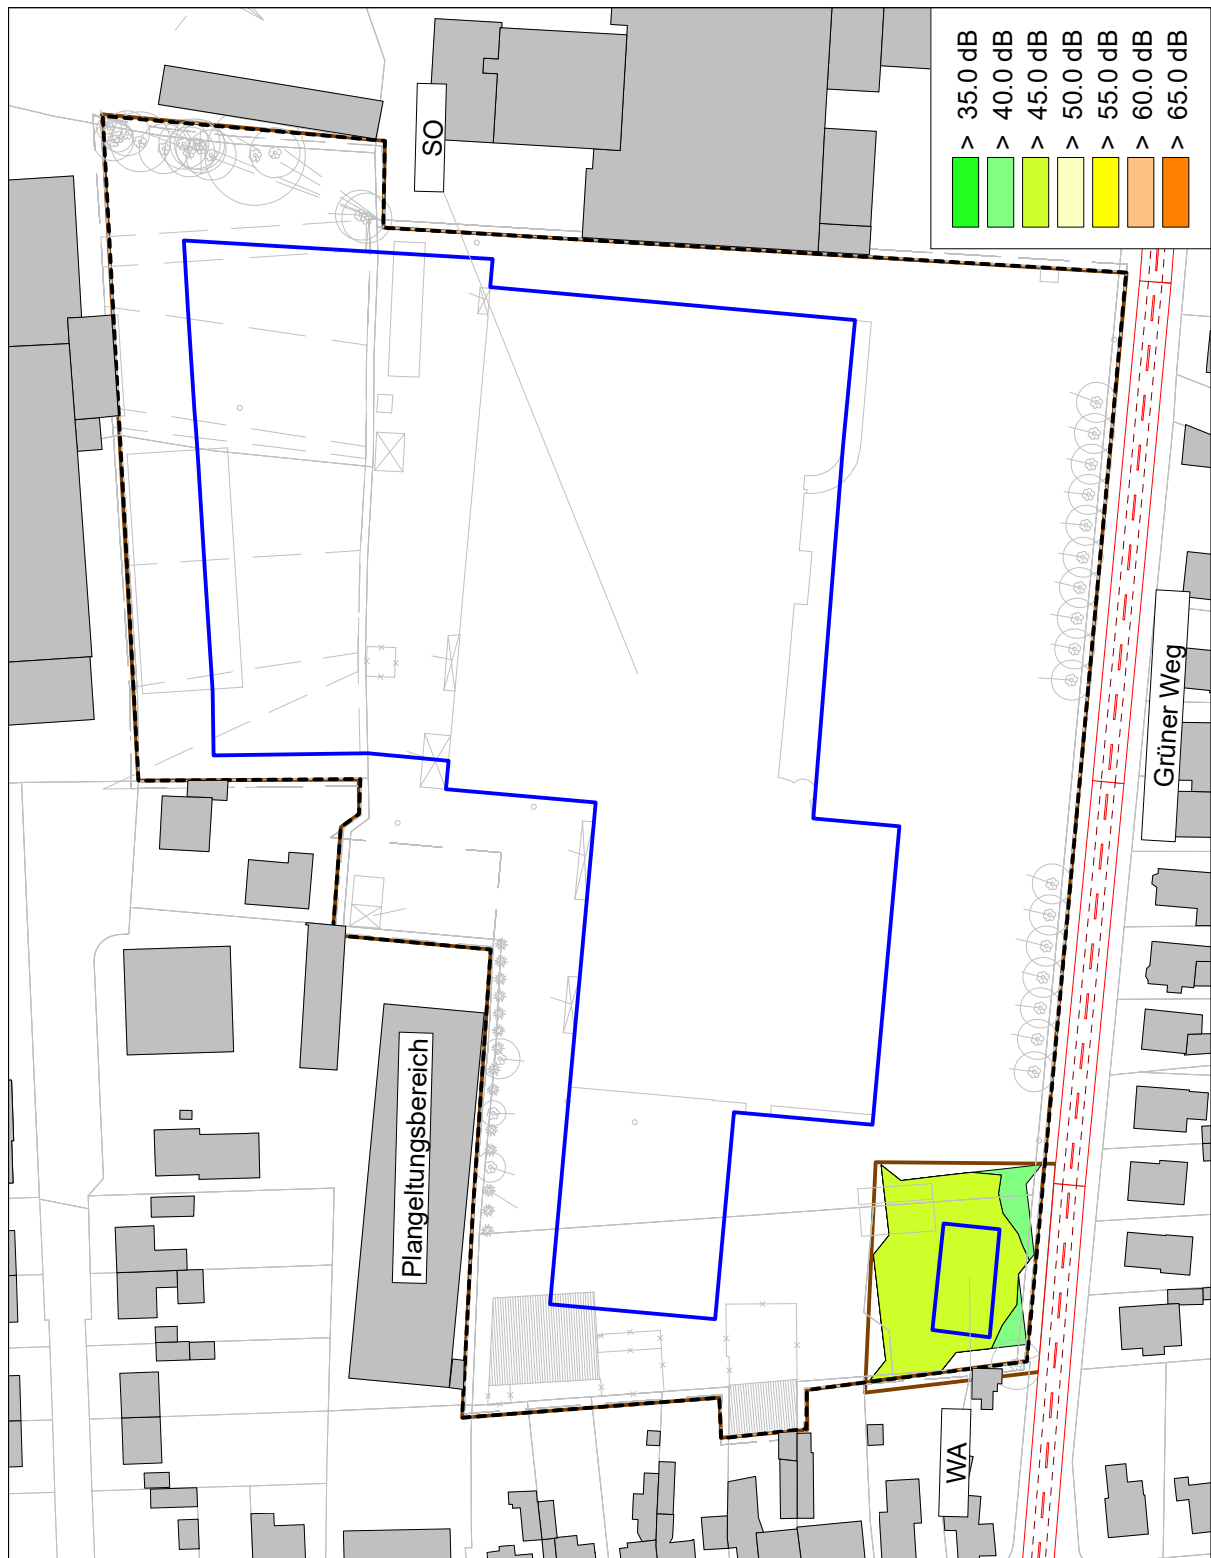 SO
> 35.0 dB
> 40.0 dB
> 45.0 dB
> 50.0 dB
> 55.0 dB
> 60.0 dB
> 65.0 dB
Grüner Weg
Plangeltungsbereich
WA